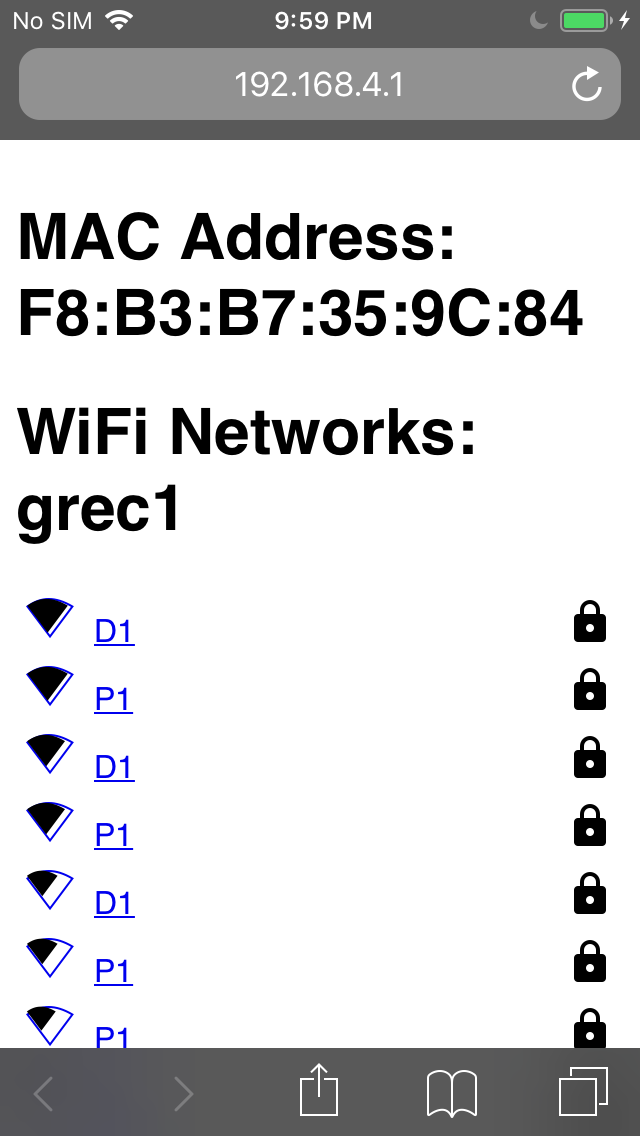 No SIM 9:59 PM
192.168.4.1
MAC Address:
F8:B3:B7:35:9C:84
WiFi Networks:
grec1
D1
P1
D1
P1
D1
P1
P1